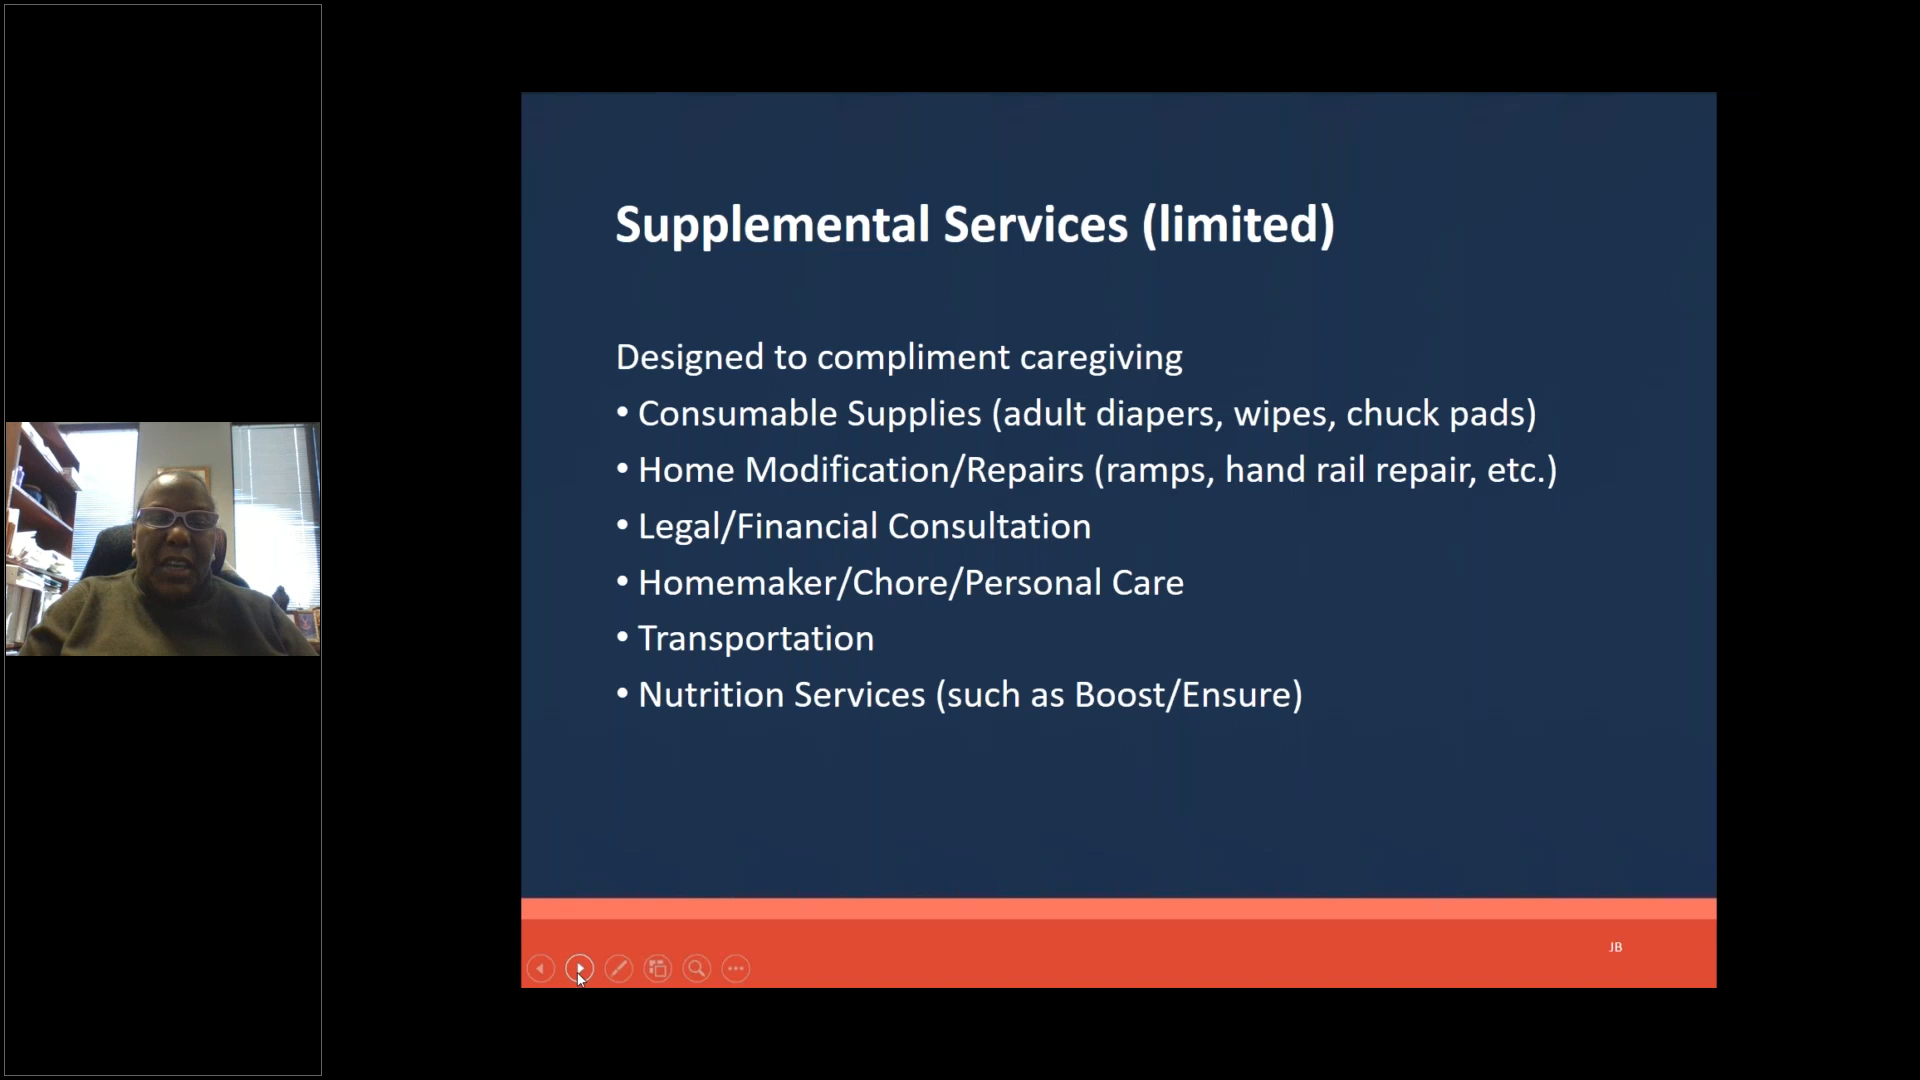 Supplemental Services (limited)
Designed to compliment caregiving
• Consumable Supplies (adult diapers, wipes, chuck pads)
• Home Modification/Repairs (ramps, hand rail repair, etc.)
• Legal/Financial Consultation
• Homemaker/Chore/Personal Care
• Transportation
• Nutrition Services (such as Boost/Ensure)
JB